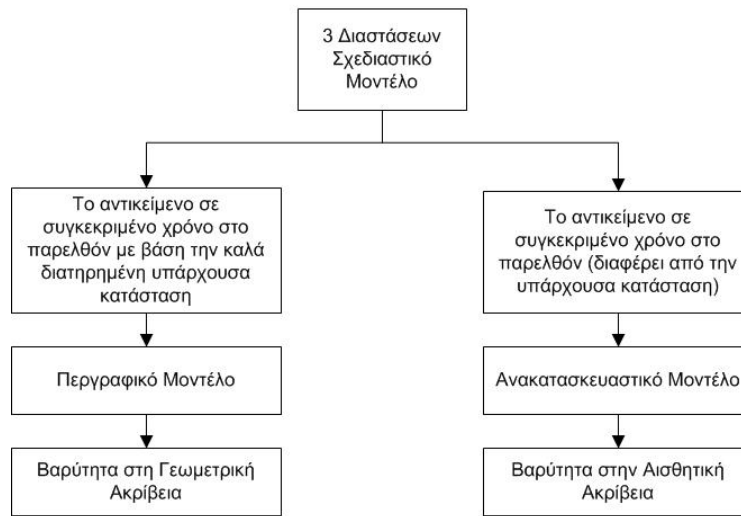 3 Διαστάσεων
Σχεδιαστικό
Μοντέλο
Το αντικείμενο σε
συγκεκριμένο χρόνο στο
παρελθόν με βάση την καλά
διατηρημένη υπάρχουσα
κατάσταση
Το αντικείμενο σε
συγκεκριμένο χρόνο στο
παρελθόν (διαφέρει από την
υπάρχουσα κατάσταση)
Περγραφικό Μοντέλο
Ανακατασκευαστικό Μοντέλο
Βαρύτητα στη Γεωμετρική
Ακρίβεια
Βαρύτητα στην Αισθητική
Ακρίβεια